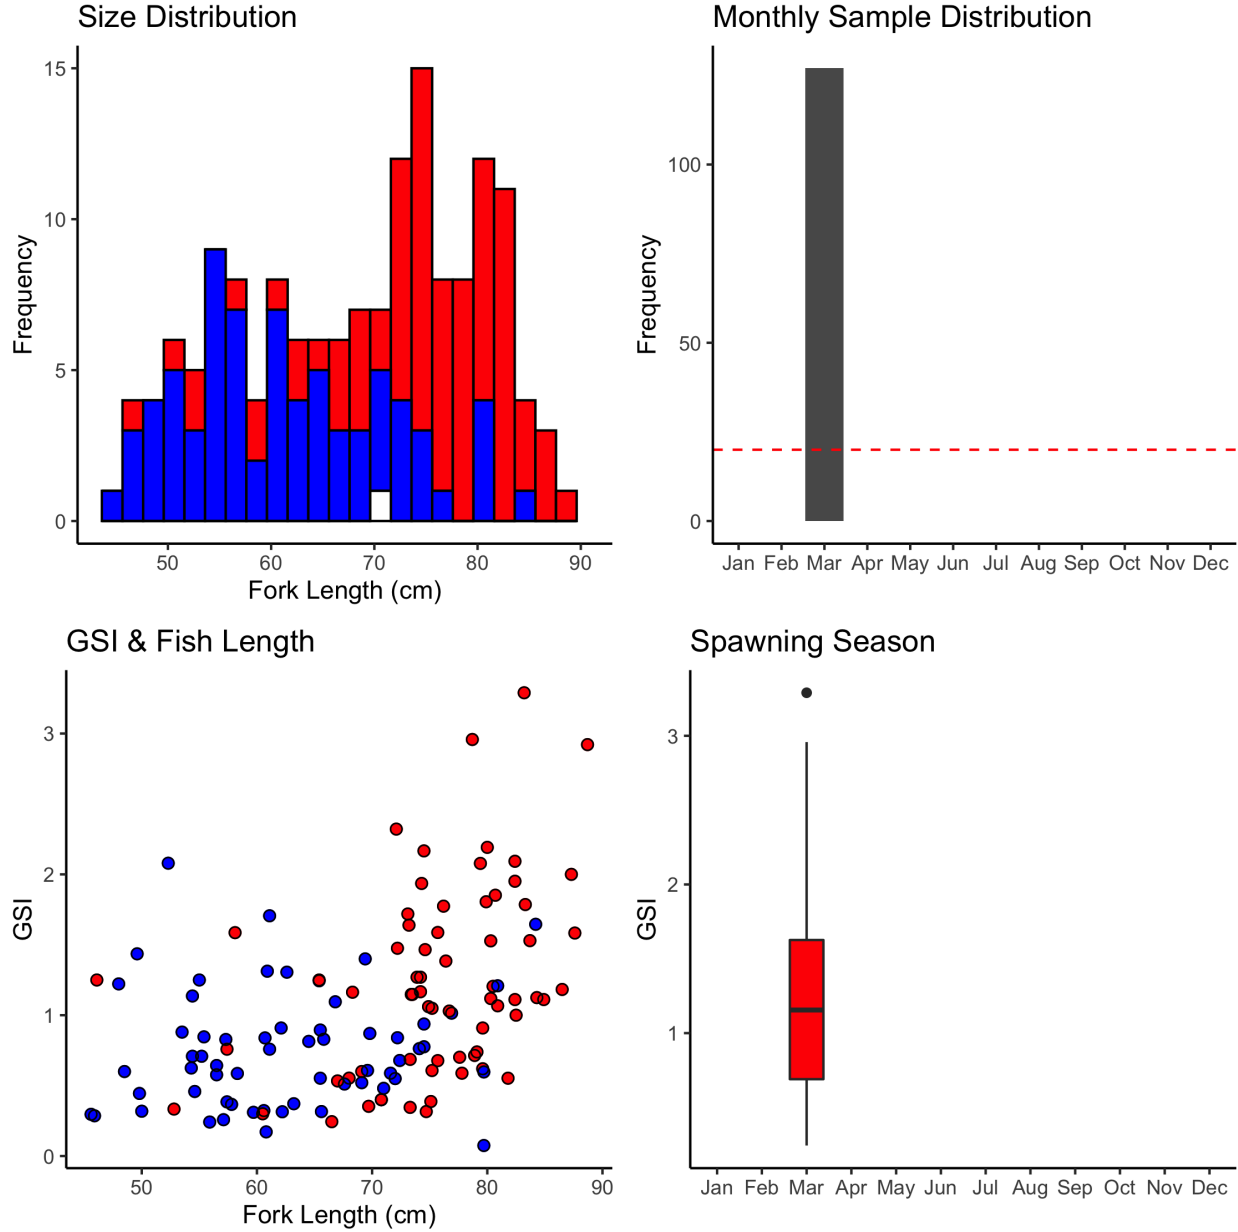 Size Distribution
Frequency
15
10
5
0
50 60 70 80 90
Fork Length (cm)
Monthly Sample Distribution
Frequency
100
50
0
Jan Feb Mar Apr May Jun Jul Aug Sep Oct Nov Dec
GSI & Fish Length
GSI
3
2
1
0
50 60 70 80 90
Fork Length (cm)
Spawning Season
GSI
3
2
1
Jan Feb Mar Apr May Jun Jul Aug Sep Oct Nov Dec